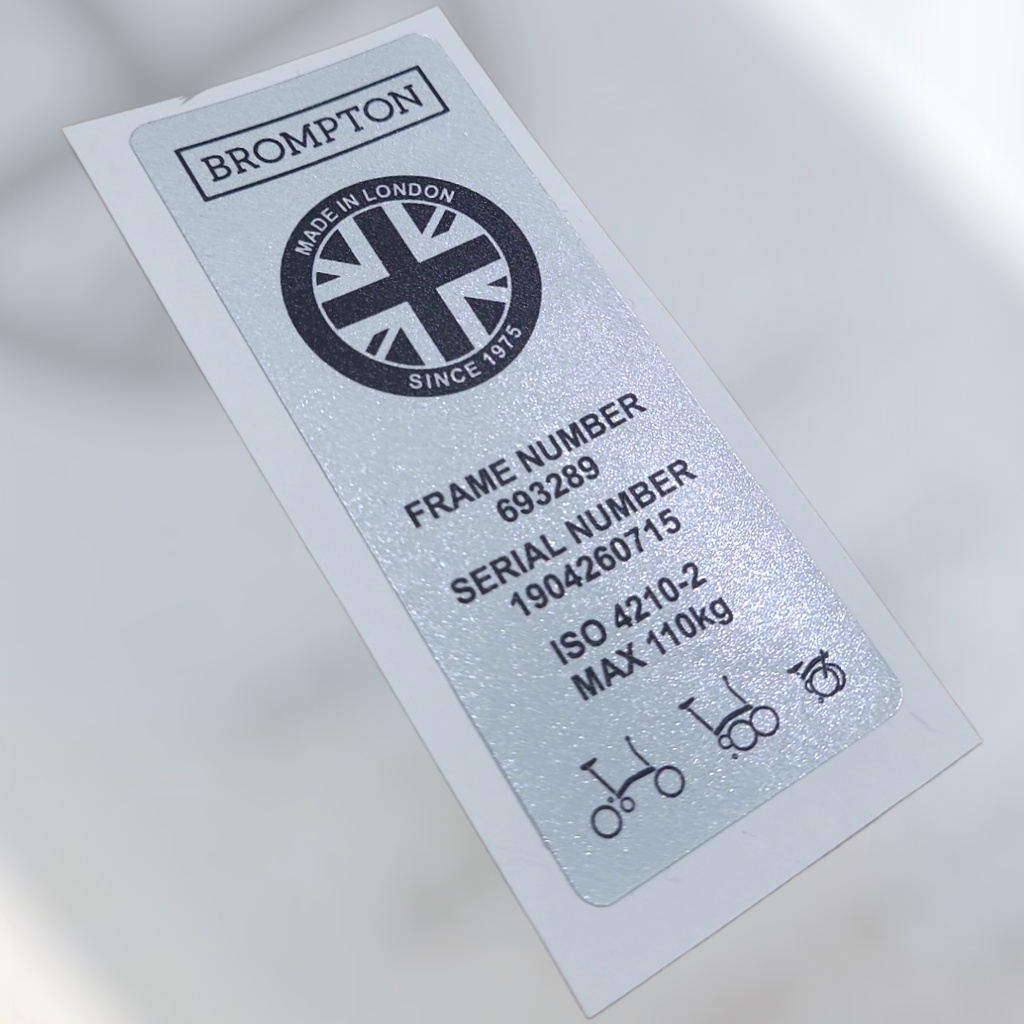 BROMPTON
MADE IN LONDON
SINCE 1975
FRAME NUMBER
693289
SERIAL NUMBER
1904260715
ISO 4210-2
MAX 110kg